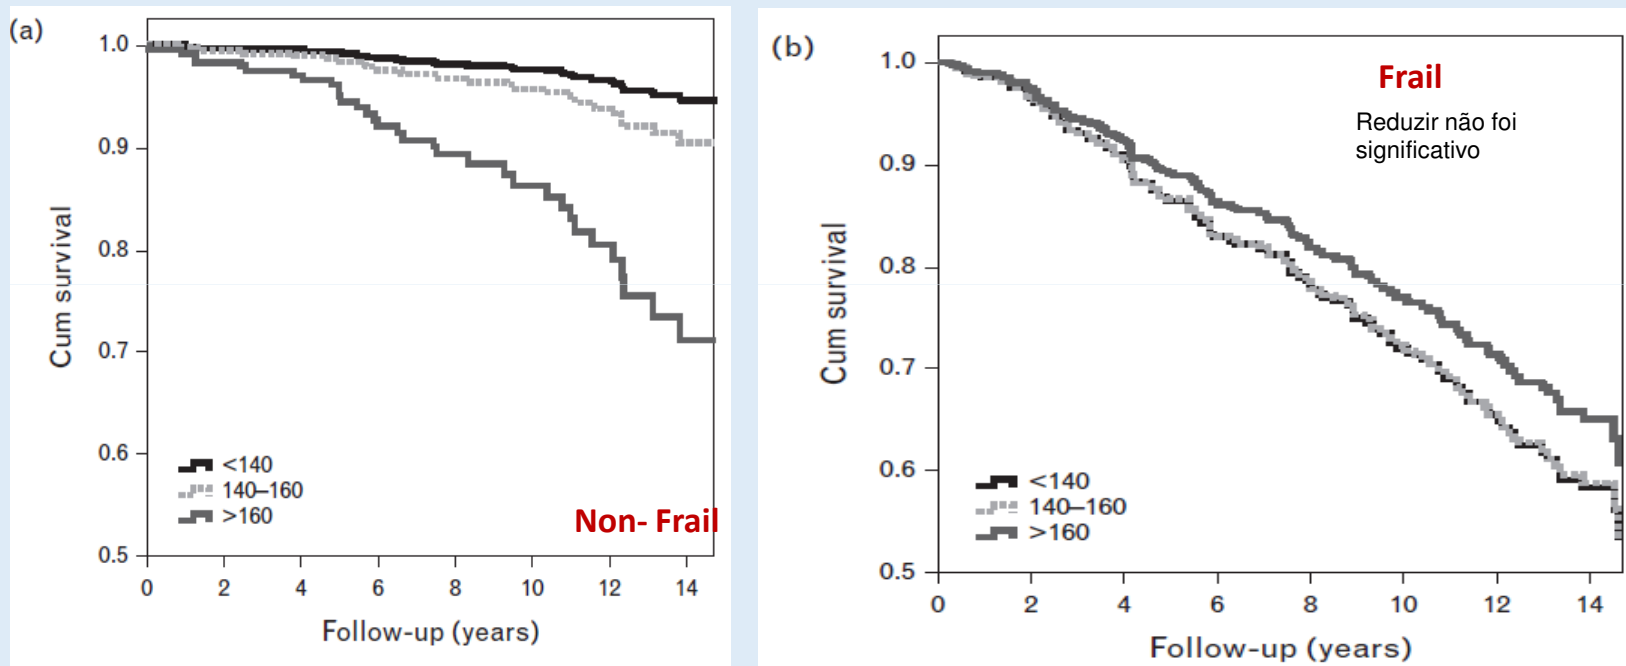 (a)
1.0
0.9
0.8
0.7
0.6
0.5
Cum survival
<140
140–160
>160
Non- Frail
0 2 4 6 8 10 12 14
Follow-up (years)
(b)
Frail
Reduzir não foi
significativo
1.0
0.9
0.8
0.7
0.6
0.5
Cum survival
<140
140–160
>160
0 2 4 6 8 10 12 14
Follow-up (years)